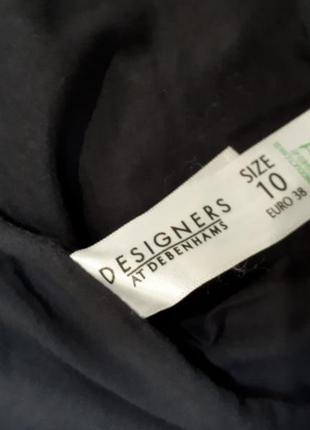 DESIGNERS
AT DEBENHAMS
SIZE
10
EURO 38